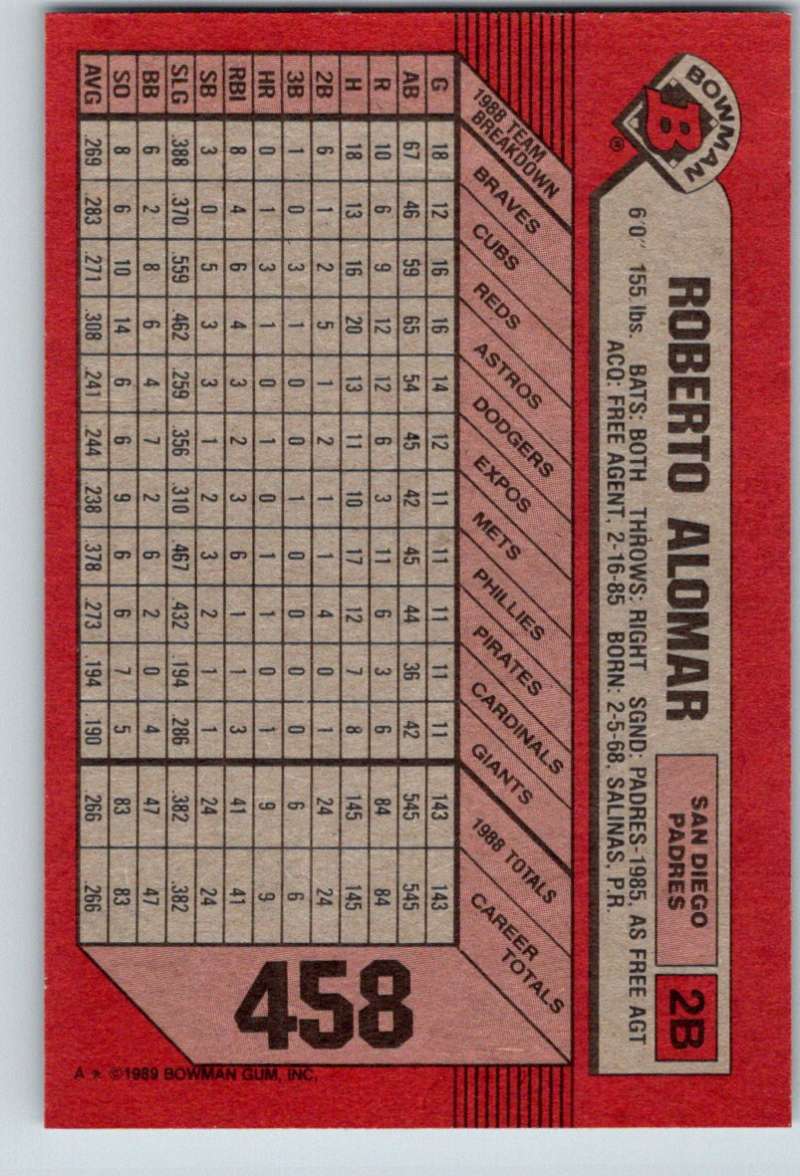 BOWMAN
B
®
ROBERTO ALOMAR
SAN DIEGO
PADRES
2B
6'0" 155 lbs. BATS: BOTH THROWS: RIGHT SGND: PADRES-1985, AS FREE AGT
ACQ: FREE AGENT, 2-16-85 BORN: 2-5-68, SALINAS, P.R.
1988 TEAM
BREAKDOWN
BRAVES
CUBS
REDS
ASTROS
DODGERS
EXPOS
METS
PHILLIES
PIRATES
CARDINALS
GIANTS
1988 TOTALS
CAREER
TOTALS
G 18 12 16 16 14 12 11 11 11 11 11 143 143
AB 67 46 59 65 54 45 42 45 44 36 42 545 545
R 10 6 9 12 12 6 3 11 6 3 6 84 84
H 18 13 16 20 13 11 10 17 12 7 8 145 145
2B 6 1 2 5 1 2 1 1 4 0 1 24 24
3B 1 0 3 1 0 0 1 0 0 0 0 6 6
HR 0 1 3 1 0 1 0 1 1 0 1 9 9
RBI 8 4 6 4 3 2 3 6 1 1 3 41 41
SB 3 0 5 3 3 1 2 3 2 1 1 24 24
SLG .388 .370 .559 .462 .259 .356 .310 .467 .432 .194 .286 .382 .382
BB 6 2 8 6 4 7 2 6 2 0 4 47 47
SO 8 6 10 14 6 6 9 6 6 7 5 83 83
AVG .269 .283 .271 .308 .241 .244 .238 .378 .273 .194 .190 .266 .266
458
A ★ ©1989 BOWMAN GUM, INC.